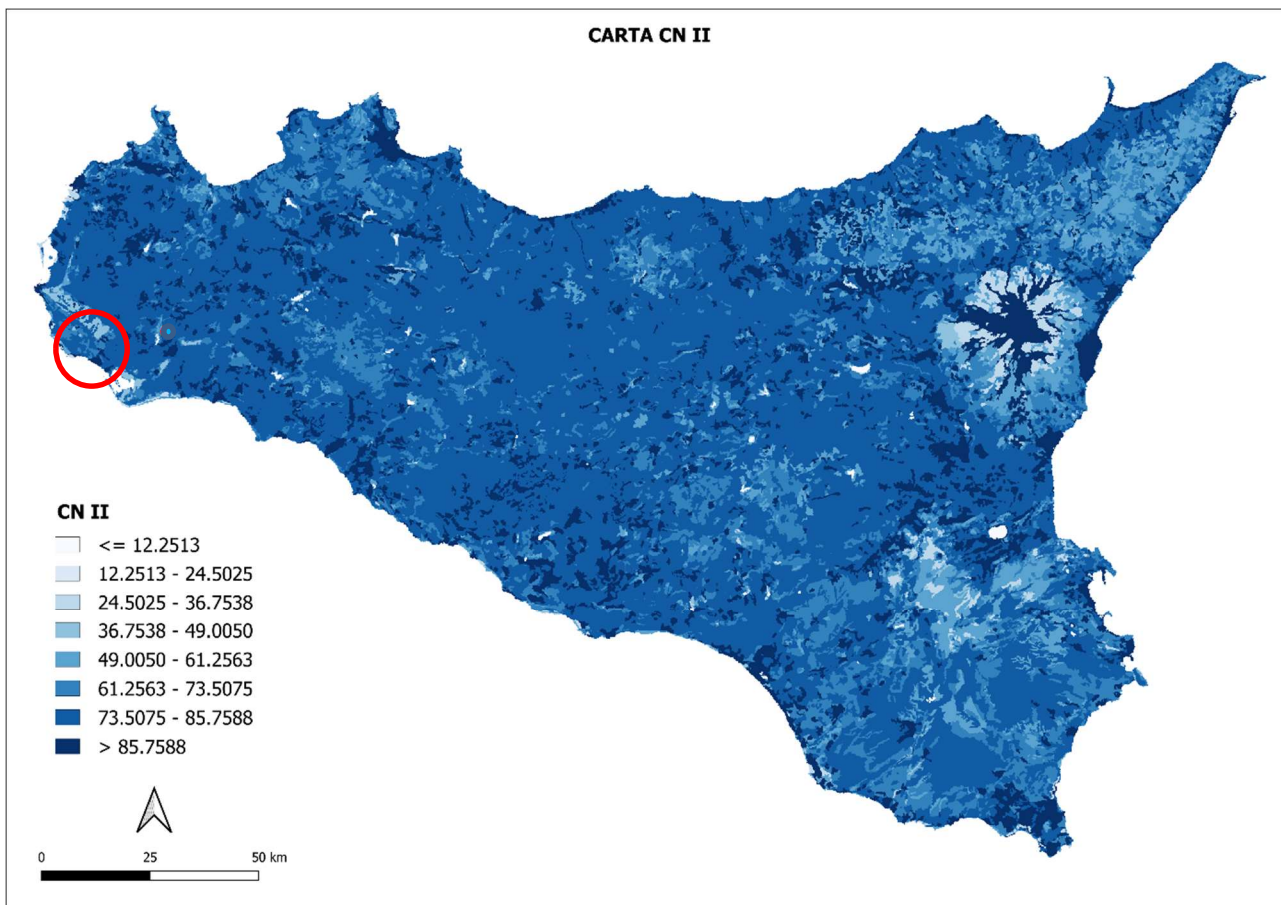 CARTA CN II
CN II
<= 12.2513
12.2513 - 24.5025
24.5025 - 36.7538
36.7538 - 49.0050
49.0050 - 61.2563
61.2563 - 73.5075
73.5075 - 85.7588
> 85.7588
0 25 50 km